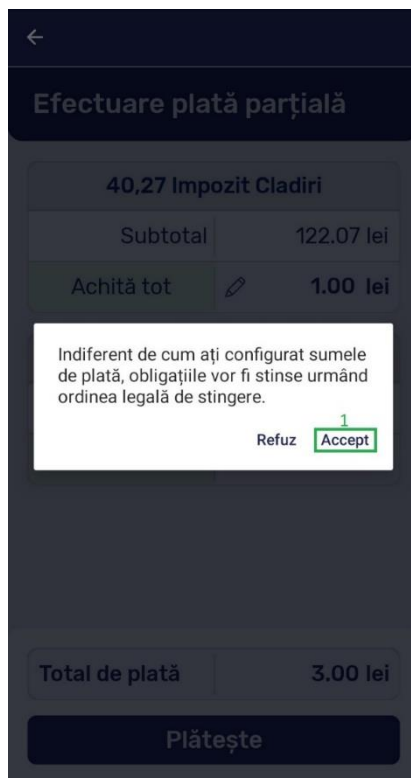 Efectuare plată parțială
40,27 Impozit Cladiri
Subtotal 122.07 lei
Achită tot 1.00 lei
Indiferent de cum ați configurat sumele
de plată, obligațiile vor fi stinse urmând
ordinea legală de stingere.
1
Refuz Accept
Total de plată 3.00 lei
Plătește